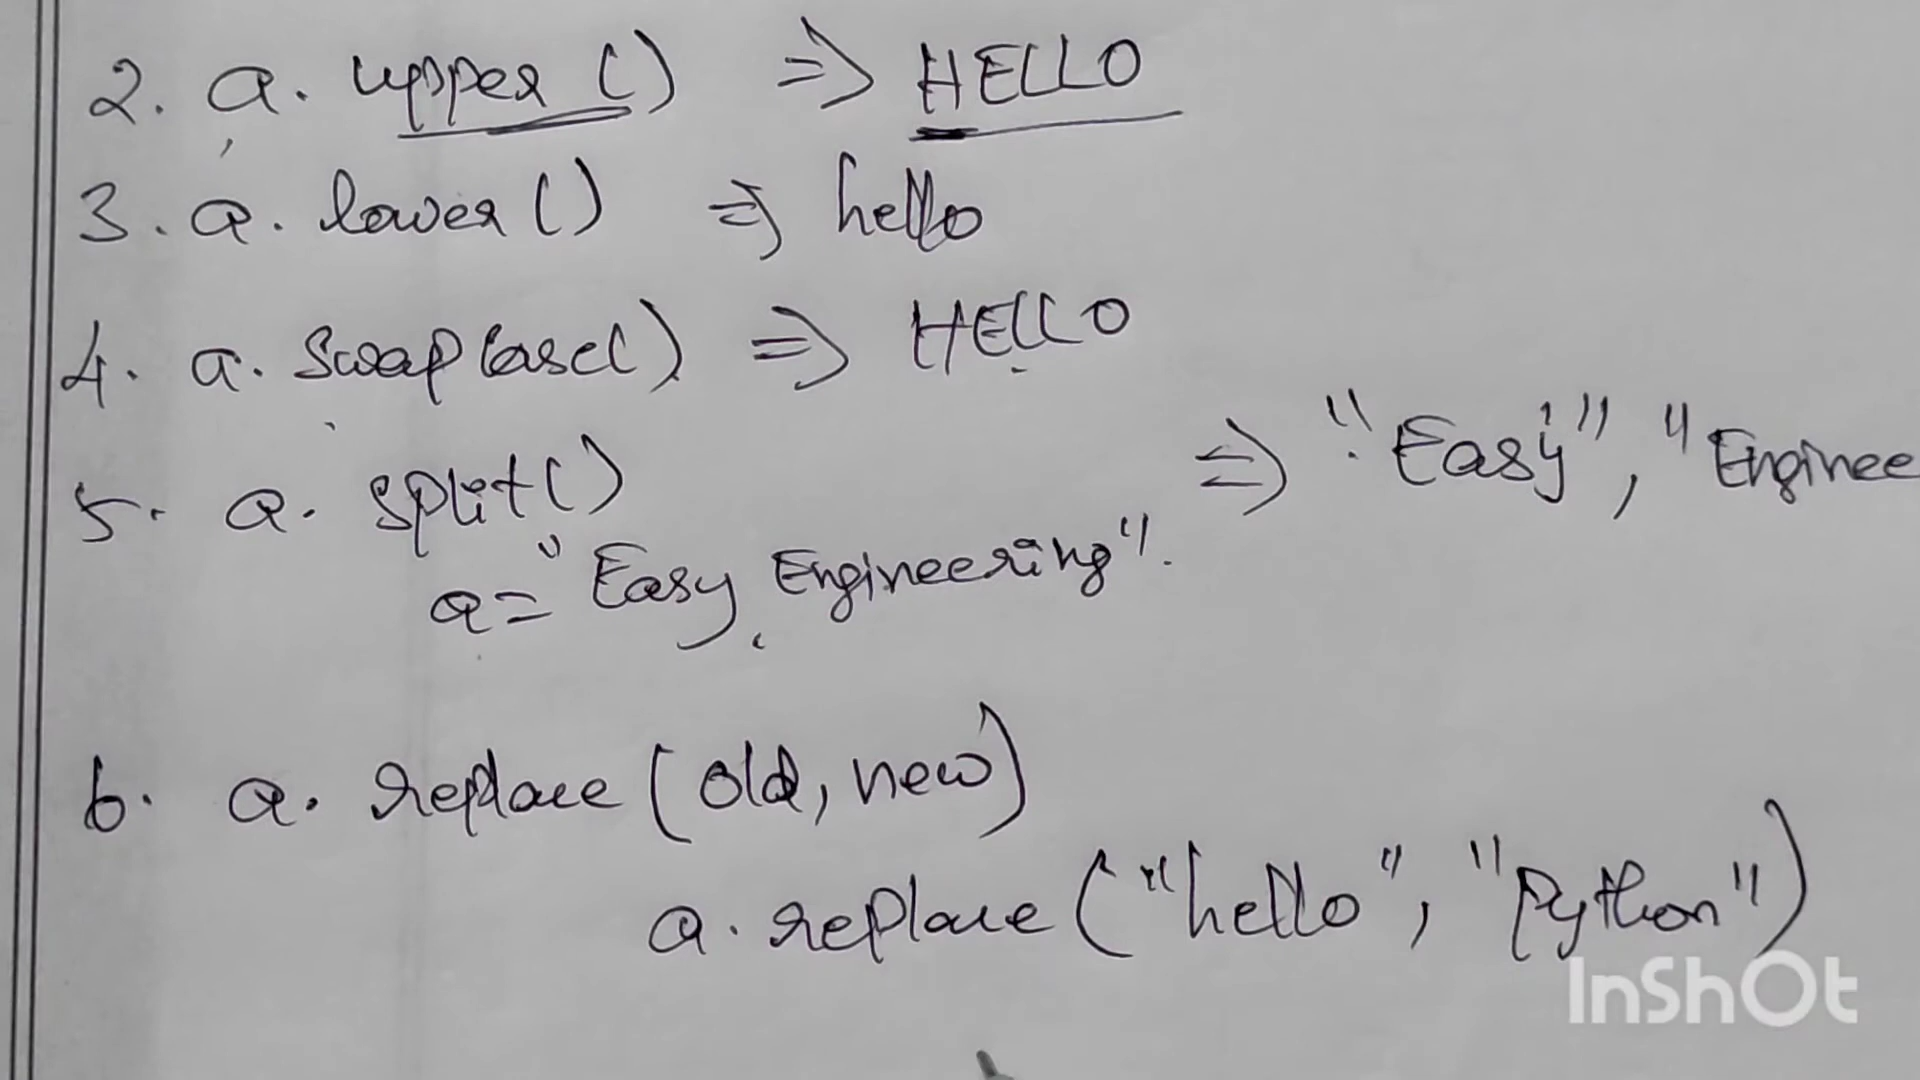 2. a. upper () => HELLO
3. a. lower () => hello
4. a. Swapcase() => HELLO
5. a. split() => "Easy", "Enginee
a= "Easy Engineering".
6. a. replace (old, new)
a. replace ("hello", "Python")
InShOt